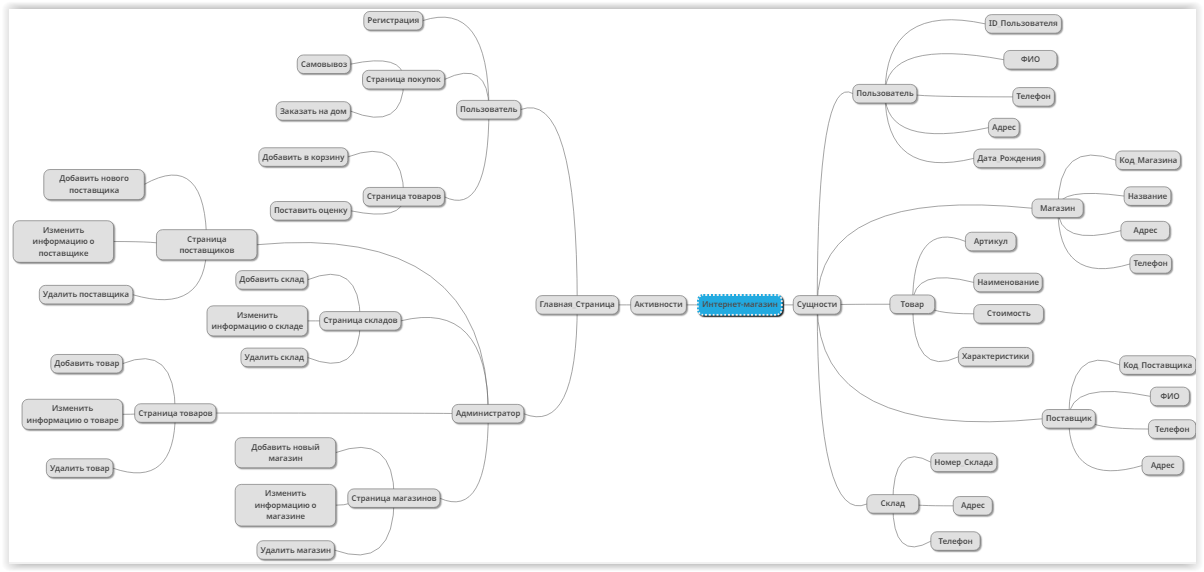 Интернет-магазин
Активности
Главная Страница
Пользователь
Регистрация
Страница покупок
Самовывоз
Заказать на дом
Страница товаров
Добавить в корзину
Поставить оценку
Администратор
Страница
поставщиков
Добавить нового
поставщика
Изменить
информацию о
поставщике
Удалить поставщика
Страница складов
Добавить склад
Изменить
информацию о складе
Удалить склад
Страница товаров
Добавить товар
Изменить
информацию о товаре
Удалить товар
Страница магазинов
Добавить новый
магазин
Изменить
информацию о
магазине
Удалить магазин
Сущности
Пользователь
ID Пользователя
ФИО
Телефон
Адрес
Дата Рождения
Магазин
Код Магазина
Название
Адрес
Телефон
Товар
Артикул
Наименование
Стоимость
Характеристики
Поставщик
Код Поставщика
ФИО
Телефон
Адрес
Склад
Номер Склада
Адрес
Телефон